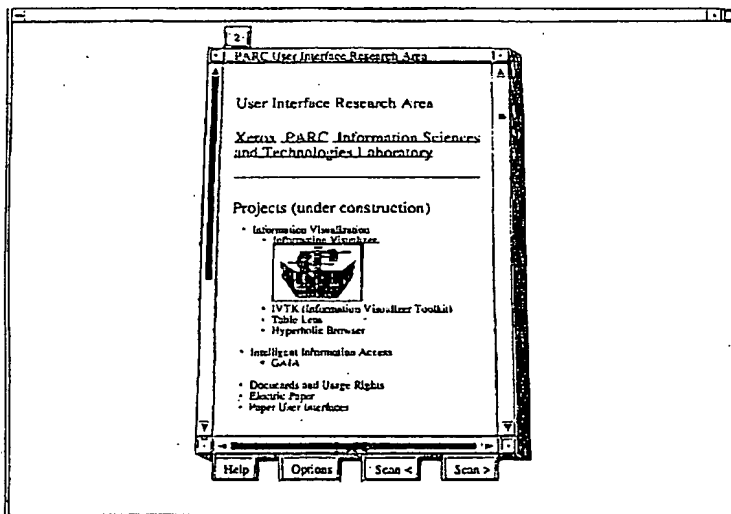 2
PARC User Interface Research Area
User Interface Research Area
Xerox PARC Information Sciences
and Technologies Laboratory
Projects (under construction)
• Information Visualization
• Information Visualizer
• IVTK (Information Visualizer Toolkit)
• Table Lens
• Hyperbolic Browser
• Intelligent Information Access
• GAIA
• Documents and Usage Rights
• Electric Paper
• Paper User Interfaces
Help Options Scan < Scan >